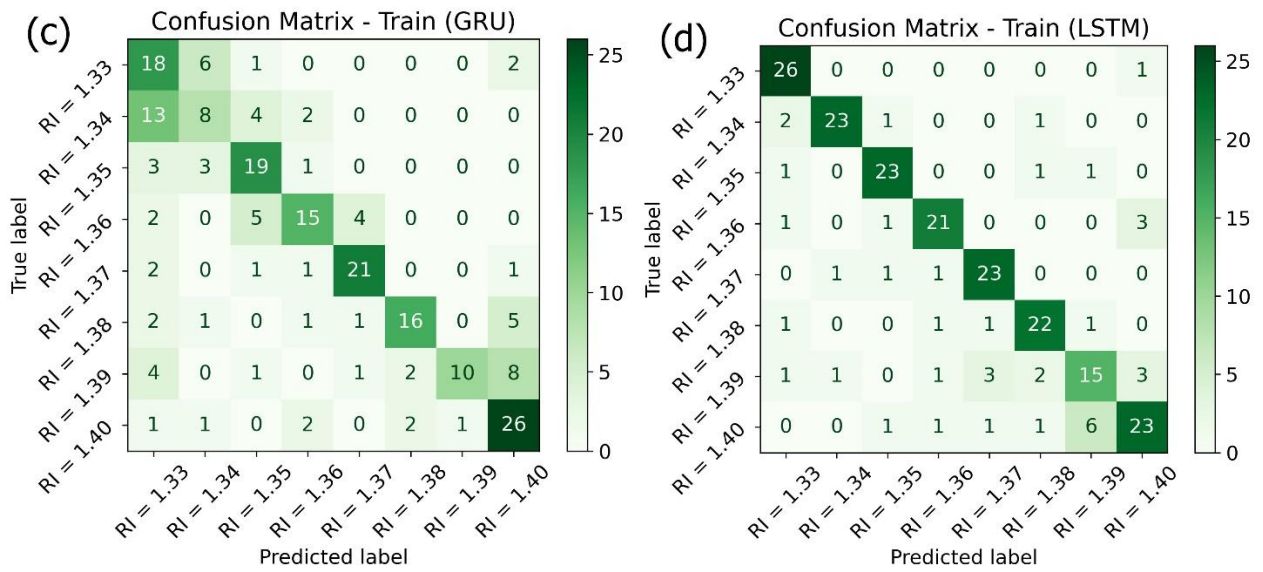 (c)
Confusion Matrix - Train (GRU)
True label
RI = 1.33 18 6 1 0 0 0 0 2
RI = 1.34 13 8 4 2 0 0 0 0
RI = 1.35 3 3 19 1 0 0 0 0
RI = 1.36 2 0 5 15 4 0 0 0
RI = 1.37 2 0 1 1 21 0 0 1
RI = 1.38 2 1 0 1 1 16 0 5
RI = 1.39 4 0 1 0 1 2 10 8
RI = 1.40 1 1 0 2 0 2 1 26
RI = 1.33 RI = 1.34 RI = 1.35 RI = 1.36 RI = 1.37 RI = 1.38 RI = 1.39 RI = 1.40
Predicted label
25
20
15
10
5
0
(d)
Confusion Matrix - Train (LSTM)
True label
RI = 1.33 26 0 0 0 0 0 0 1
RI = 1.34 2 23 1 0 0 1 0 0
RI = 1.35 1 0 23 0 0 1 1 0
RI = 1.36 1 0 1 21 0 0 0 3
RI = 1.37 0 1 1 1 23 0 0 0
RI = 1.38 1 0 0 1 1 22 1 0
RI = 1.39 1 1 0 1 3 2 15 3
RI = 1.40 0 0 1 1 1 1 6 23
RI = 1.33 RI = 1.34 RI = 1.35 RI = 1.36 RI = 1.37 RI = 1.38 RI = 1.39 RI = 1.40
Predicted label
25
20
15
10
5
0